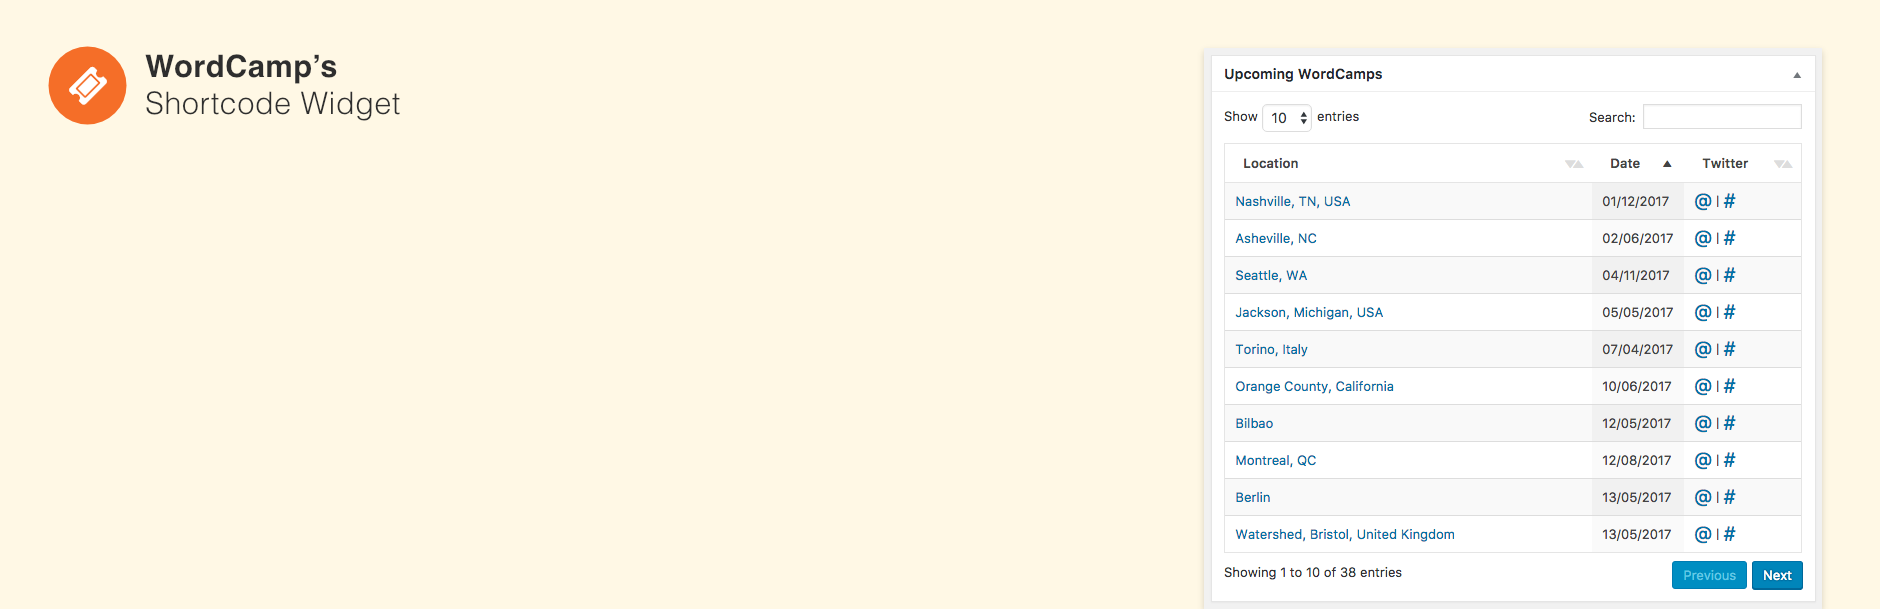 WordCamp’s
Shortcode Widget
Upcoming WordCamps
Show 10 entries Search:
Location Date Twitter
Nashville, TN, USA 01/12/2017 @ | #
Asheville, NC 02/06/2017 @ | #
Seattle, WA 04/11/2017 @ | #
Jackson, Michigan, USA 05/05/2017 @ | #
Torino, Italy 07/04/2017 @ | #
Orange County, California 10/06/2017 @ | #
Bilbao 12/05/2017 @ | #
Montreal, QC 12/08/2017 @ | #
Berlin 13/05/2017 @ | #
Watershed, Bristol, United Kingdom 13/05/2017 @ | #
Showing 1 to 10 of 38 entries Previous Next